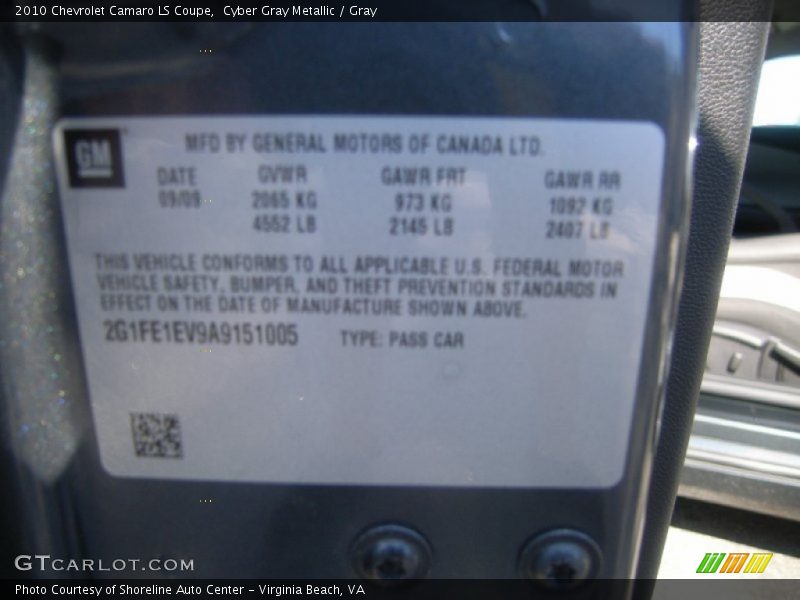 2010 Chevrolet Camaro LS Coupe,  Cyber Gray Metallic / Gray
GM
MFD BY GENERAL MOTORS OF CANADA LTD.
DATE GVWR GAWR FRT GAWR RR
09/09 2065 KG 973 KG 1092 KG
4552 LB 2145 LB 2407 LB
THIS VEHICLE CONFORMS TO ALL APPLICABLE U.S. FEDERAL MOTOR
VEHICLE SAFETY, BUMPER, AND THEFT PREVENTION STANDARDS IN
EFFECT ON THE DATE OF MANUFACTURE SHOWN ABOVE.
2G1FE1EV9A9151005 TYPE: PASS CAR
GTCARLOT.COM
Photo Courtesy of Shoreline Auto Center - Virginia Beach, VA